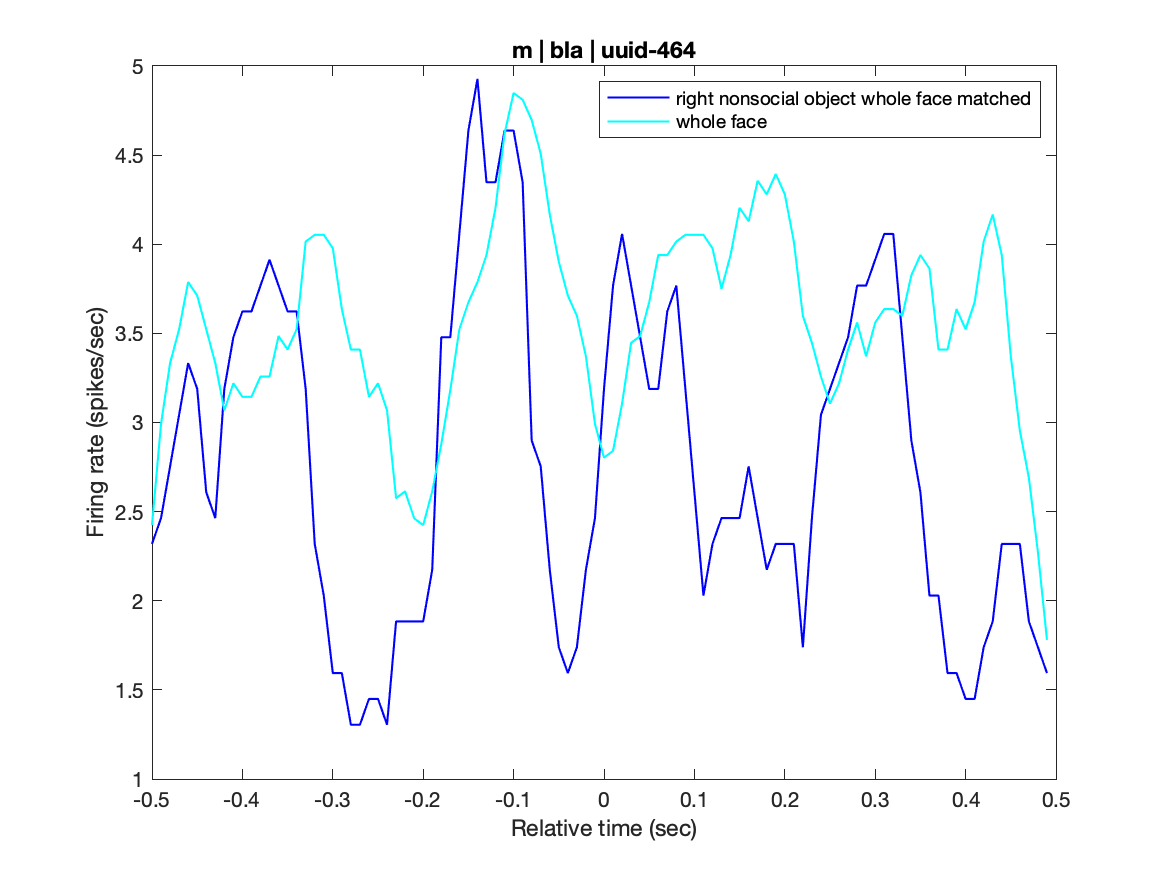 m | bla | uuid-464
right nonsocial object whole face matched
whole face
Firing rate (spikes/sec)
5
4.5
4
3.5
3
2.5
2
1.5
1
-0.5 -0.4 -0.3 -0.2 -0.1 0 0.1 0.2 0.3 0.4 0.5
Relative time (sec)